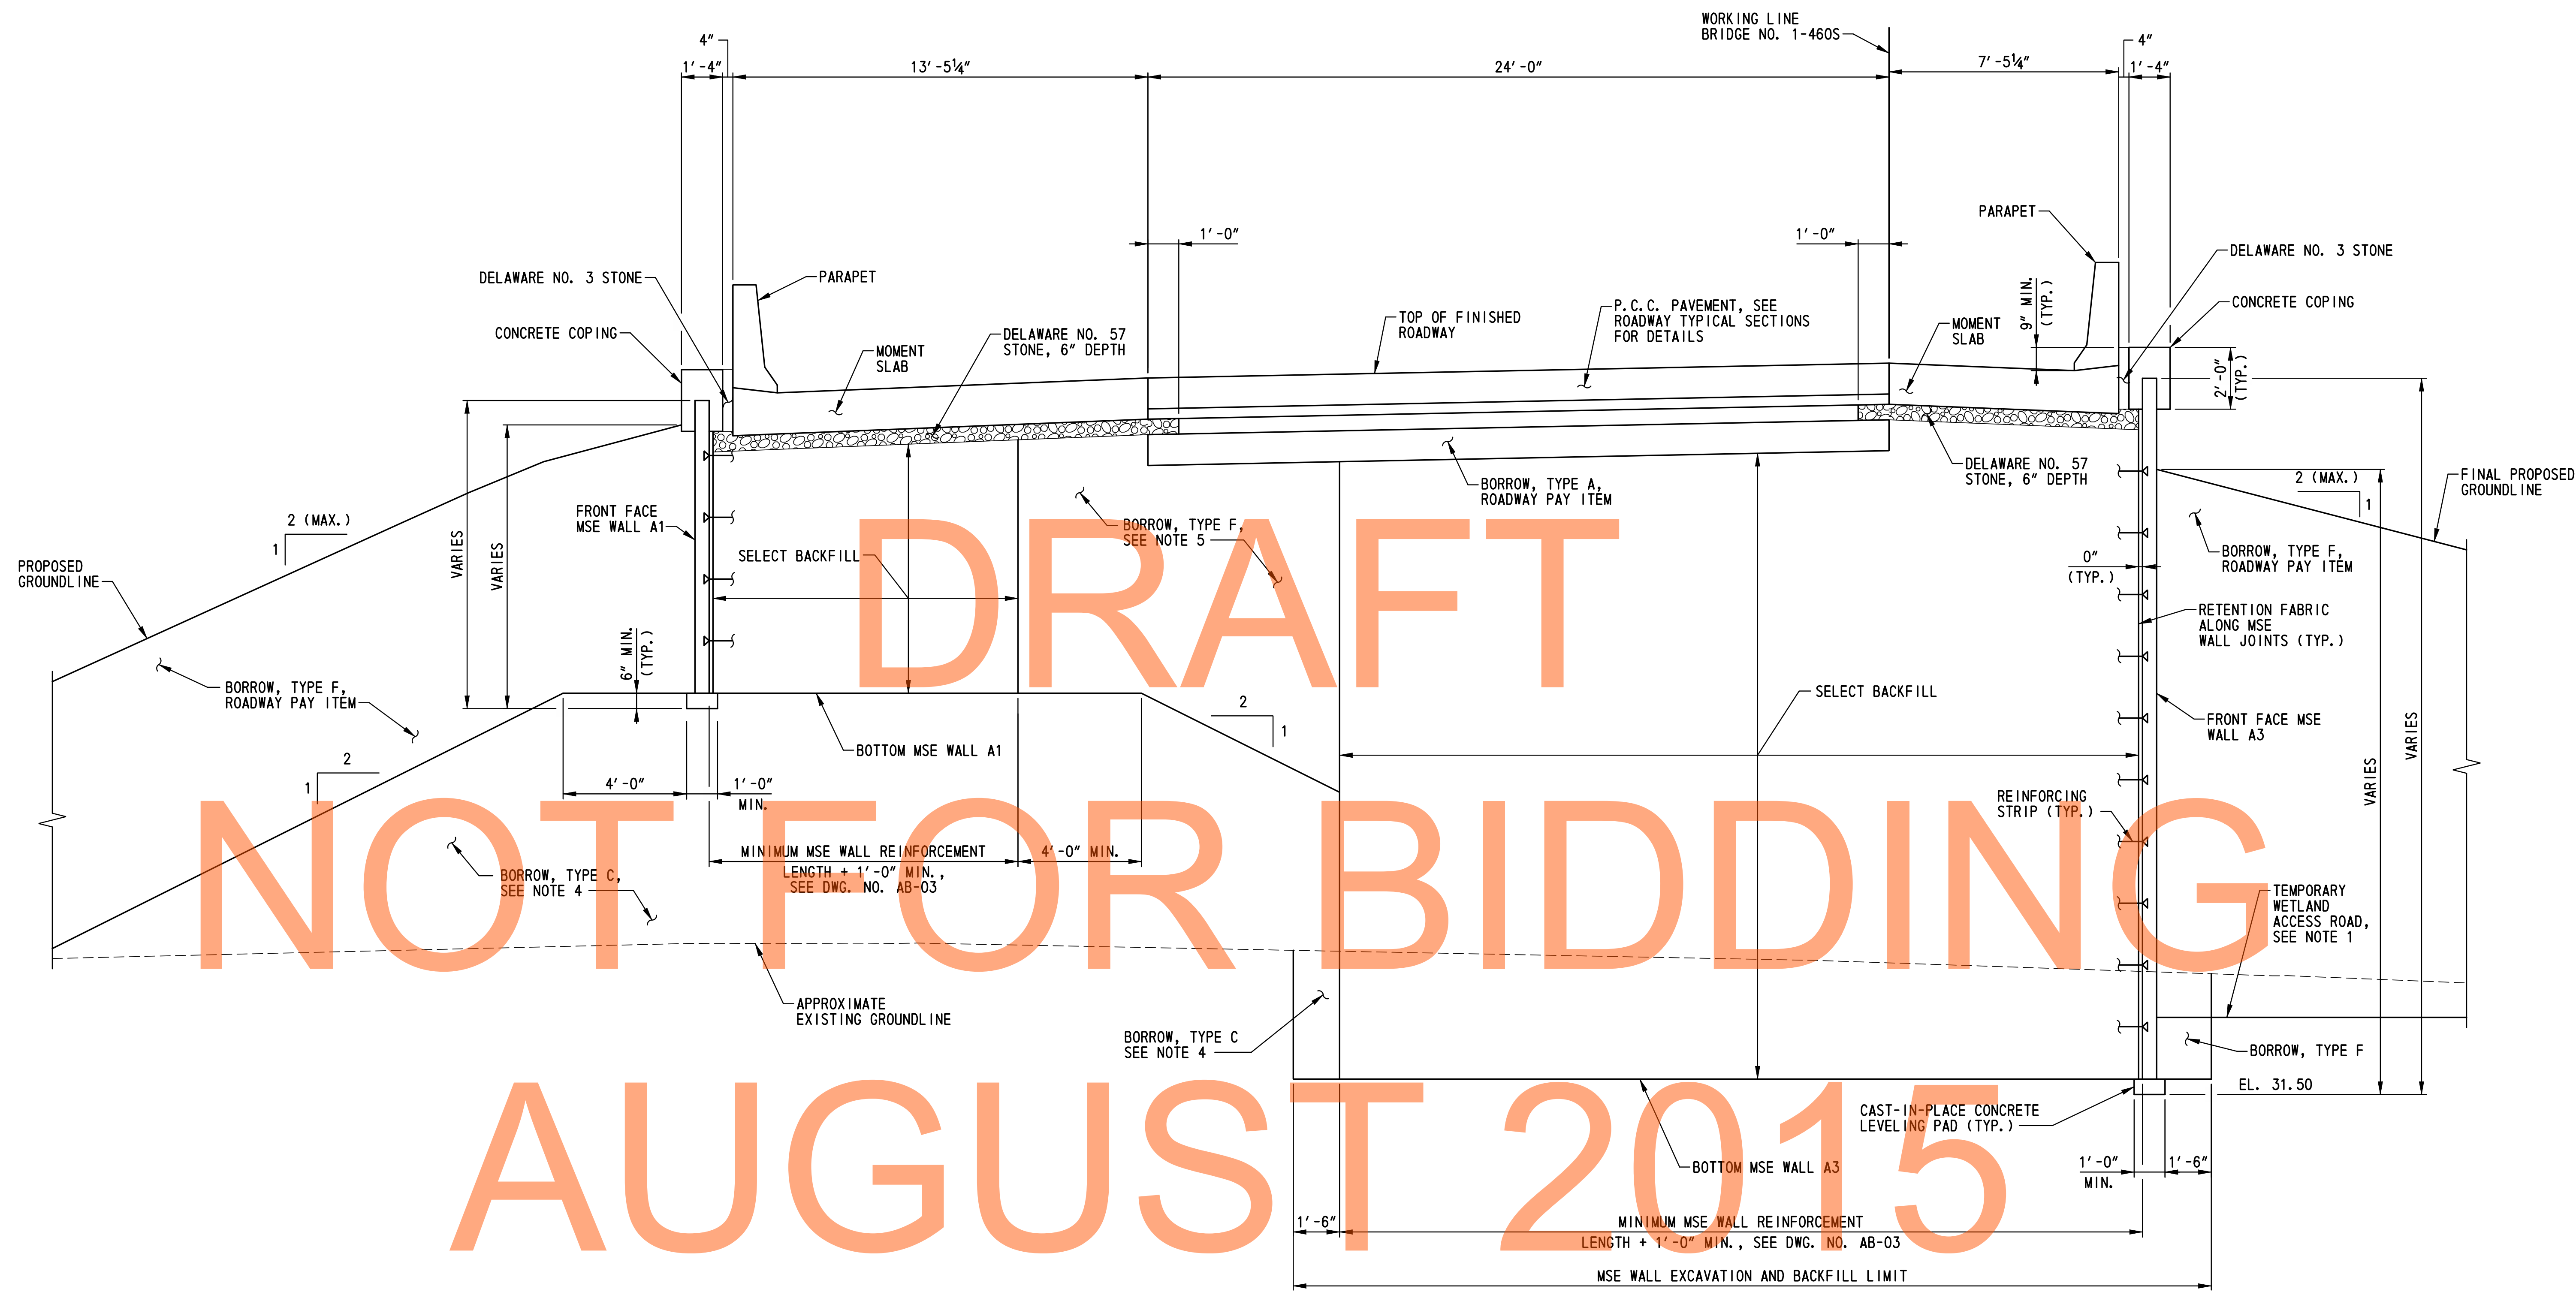 WORKING LINE
BRIDGE NO. 1-460S
4"
4"
1'-4"
13'-5¼"
24'-0"
7'-5¼"
1'-4"
PARAPET
1'-0"
1'-0"
DELAWARE NO. 3 STONE
DELAWARE NO. 3 STONE
PARAPET
CONCRETE COPING
9" MIN.
(TYP.)
CONCRETE COPING
TOP OF FINISHED
ROADWAY
P.C.C. PAVEMENT, SEE
ROADWAY TYPICAL SECTIONS
FOR DETAILS
MOMENT
SLAB
DELAWARE NO. 57
STONE, 6" DEPTH
MOMENT
SLAB
2'-0"
(TYP.)
DELAWARE NO. 57
STONE, 6" DEPTH
2 (MAX.)
1
FINAL PROPOSED
GROUNDLINE
BORROW, TYPE A,
ROADWAY PAY ITEM
FRONT FACE
MSE WALL A1
2 (MAX.)
1
BORROW, TYPE F,
SEE NOTE 5
SELECT BACKFILL
VARIES
VARIES
PROPOSED
GROUNDLINE
0"
(TYP.)
BORROW, TYPE F,
ROADWAY PAY ITEM
RETENTION FABRIC
ALONG MSE
WALL JOINTS (TYP.)
6" MIN.
(TYP.)
DRAFT
BORROW, TYPE F,
ROADWAY PAY ITEM
SELECT BACKFILL
2
1
FRONT FACE MSE
WALL A3
VARIES
VARIES
BOTTOM MSE WALL A1
2
1
4'-0"
1'-0"
MIN.
REINFORCING
STRIP (TYP.)
MINIMUM MSE WALL REINFORCEMENT
LENGTH + 1'-0" MIN.,
SEE DWG. NO. AB-03
4'-0" MIN.
NOT FOR BIDDING
BORROW, TYPE C,
SEE NOTE 4
TEMPORARY
WETLAND
ACCESS ROAD,
SEE NOTE 1
APPROXIMATE
EXISTING GROUNDLINE
BORROW, TYPE C
SEE NOTE 4
BORROW, TYPE F
EL. 31.50
CAST-IN-PLACE CONCRETE
LEVELING PAD (TYP.)
BOTTOM MSE WALL A3
1'-0"
MIN.
1'-6"
AUGUST 2015
1'-6"
MINIMUM MSE WALL REINFORCEMENT
LENGTH + 1'-0" MIN., SEE DWG. NO. AB-03
MSE WALL EXCAVATION AND BACKFILL LIMIT